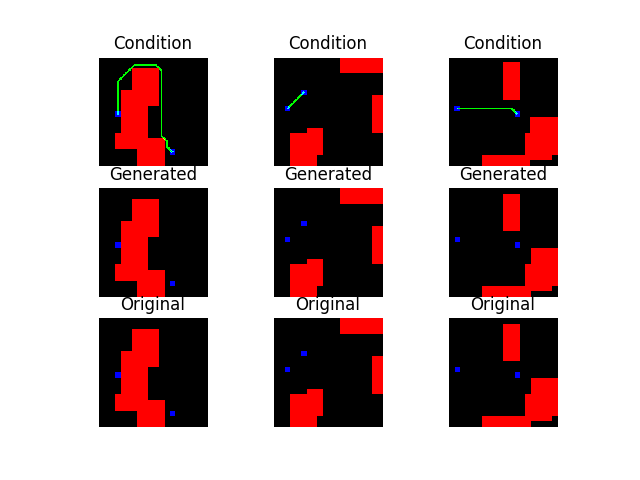 Condition Condition Condition
Generated Generated Generated
Original Original Original